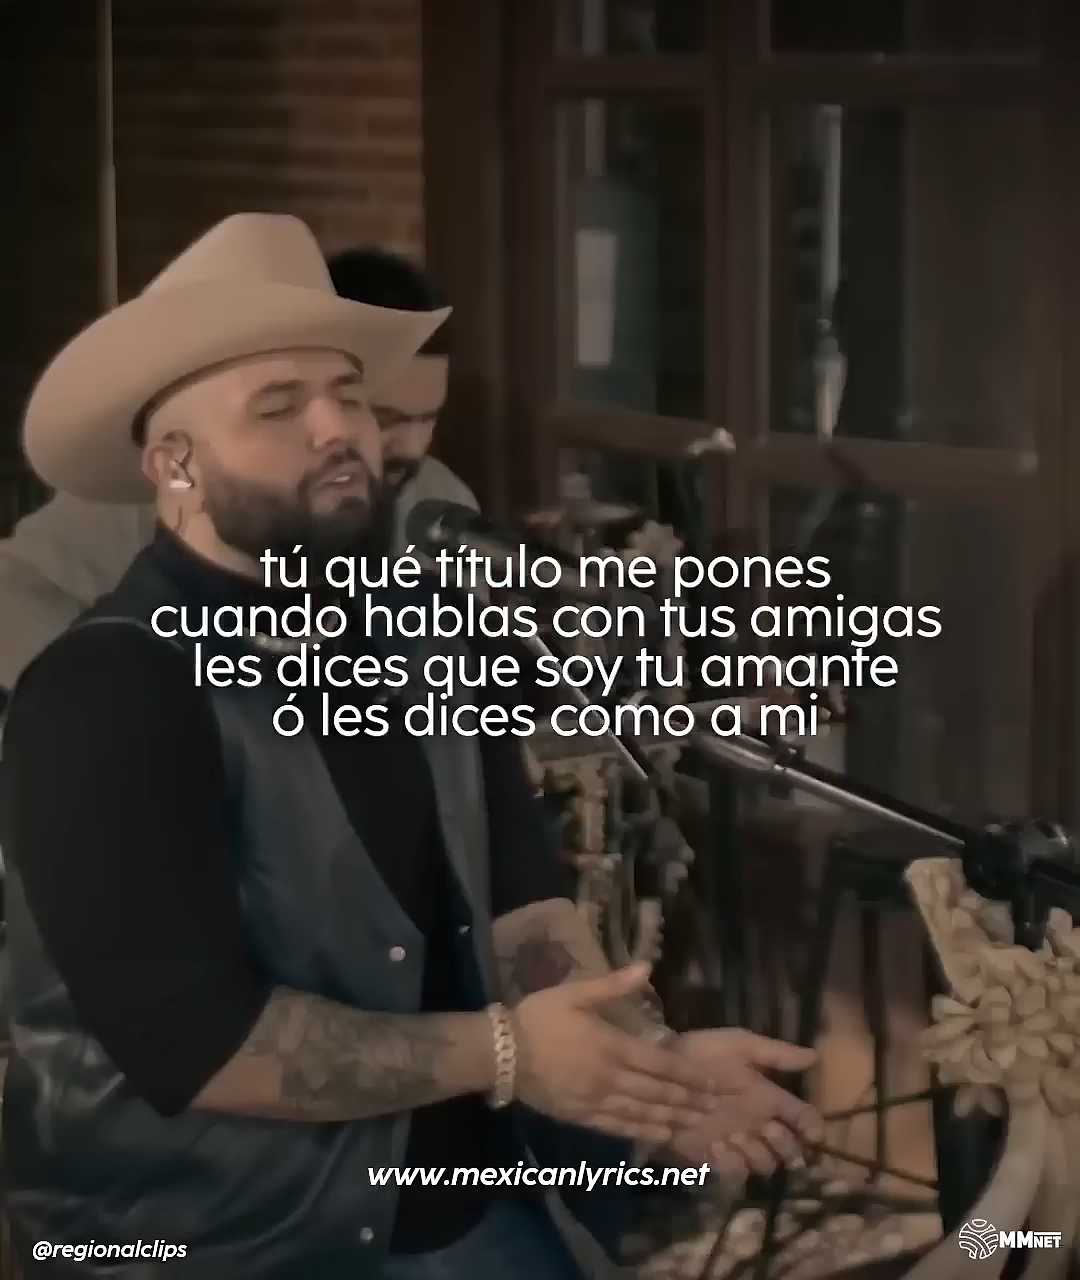 tú qué título me pones
cuando hablas con tus amigas
les dices que soy tu amante
ó les dices como a mi
www.mexicanlyrics.net
@regionalclips
MMNET